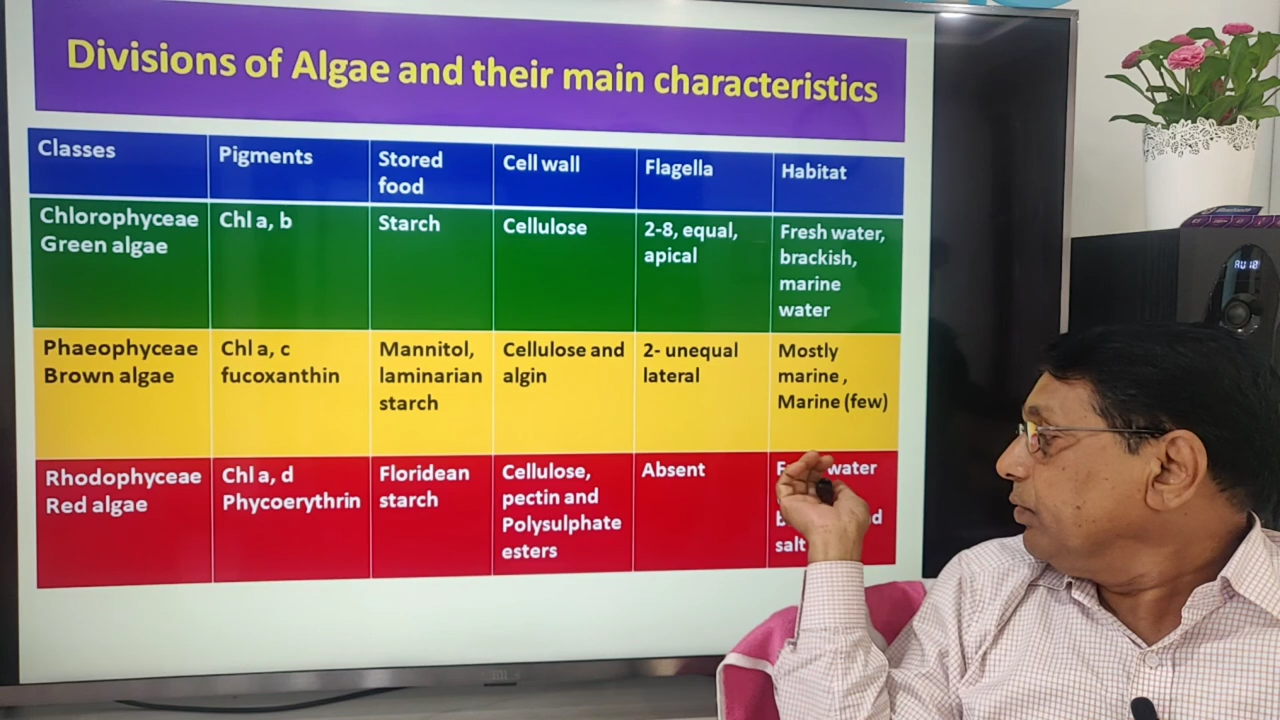 Divisions of Algae and their main characteristics
Classes
Pigments
Stored
food
Cell wall
Flagella
Habitat
Chlorophyceae
Green algae
Chl a, b
Starch
Cellulose
2-8, equal,
apical
Fresh water,
brackish,
marine
water
Phaeophyceae
Brown algae
Chl a, c
fucoxanthin
Mannitol,
laminarian
starch
Cellulose and
algin
2- unequal
lateral
Mostly
marine ,
Marine (few)
Rhodophyceae
Red algae
Chl a, d
Phycoerythrin
Floridean
starch
Cellulose,
pectin and
Polysulphate
esters
Absent
water
salt